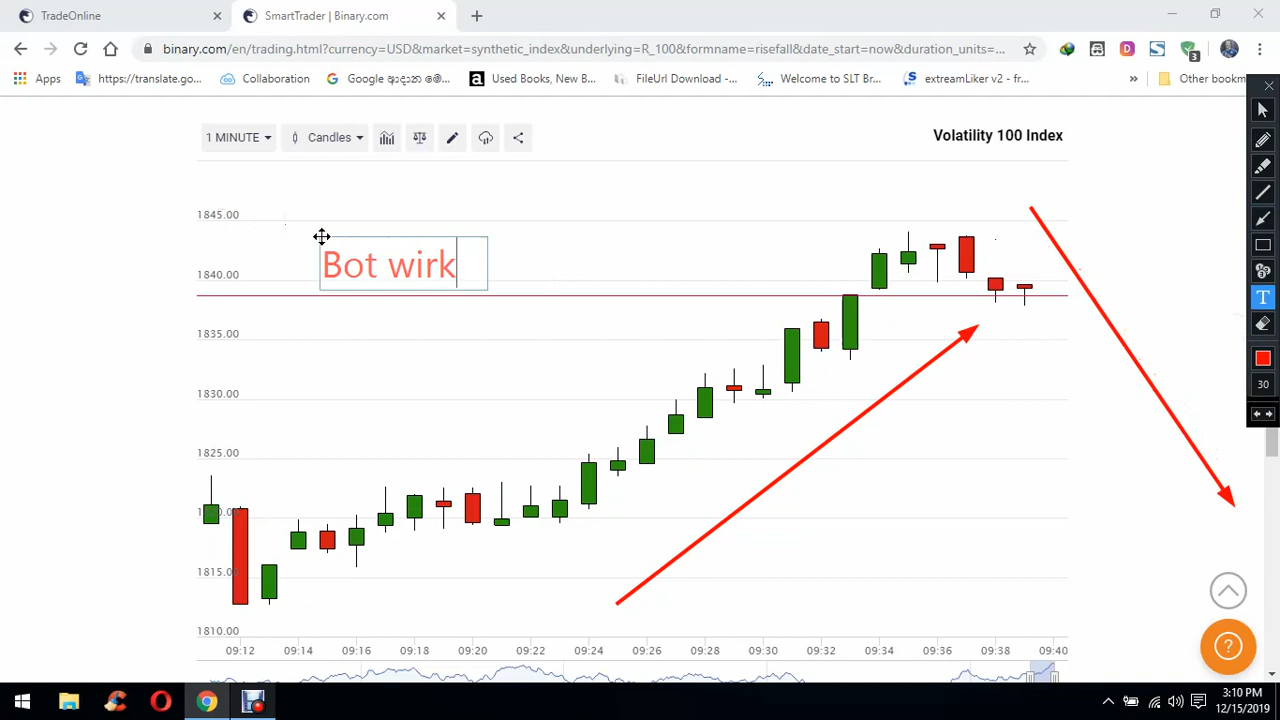 TradeOnline
SmartTrader | Binary.com
binary.com/en/trading.html?currency=USD&market=synthetic_index&underlying=R_100&formname=risefall&date_start=now&duration_units=...
Apps
https://translate.go...
Collaboration
Google ආදාන මෙ...
Used Books, New B...
FileUrl Download -...
Welcome to SLT Br...
extreamLiker v2 - fr...
»
Other bookm
3
1 MINUTE
Candles
Volatility 100 Index
1845.00
Bot wirk
1840.00
1835.00
1830.00
1825.00
1815.00
1810.00
09:12 09:14 09:16 09:18 09:20 09:22 09:24 09:26 09:28 09:30 09:32 09:34 09:36 09:38 09:40
T
30
?
3:10 PM
12/15/2019